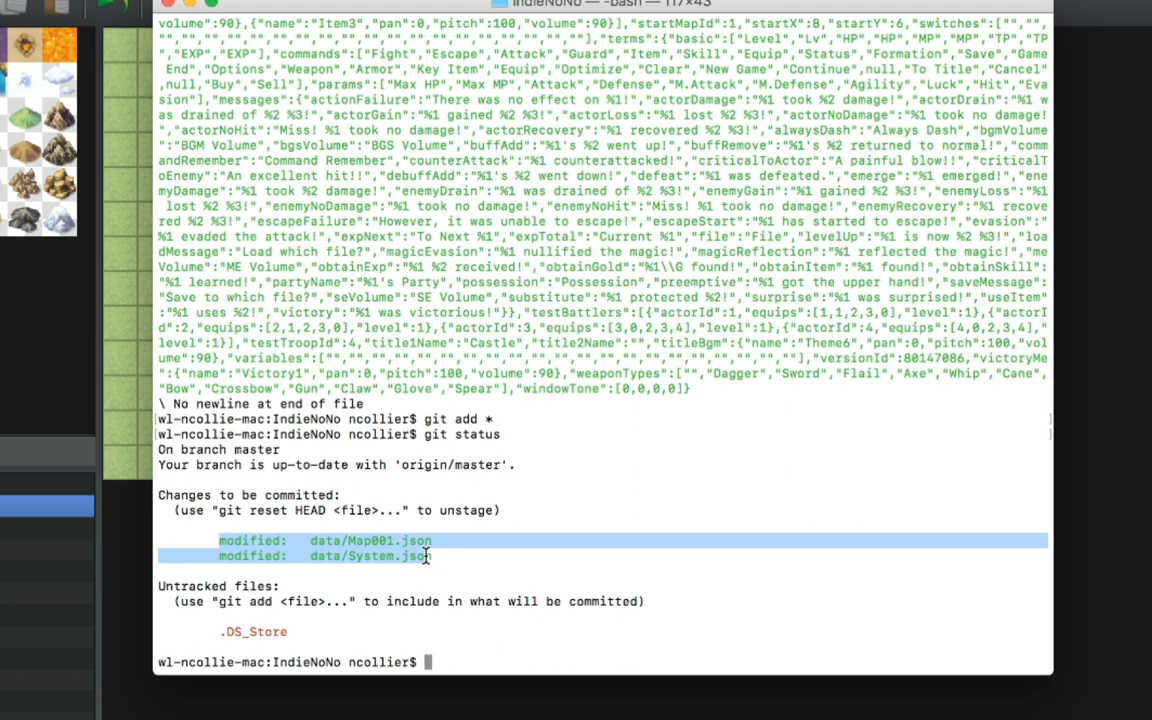 IndieNoNo — -bash — 117×43
volume":90},{"name":"Item3","pan":0,"pitch":100,"volume":90}],"startMapId":1,"startX":8,"startY":6,"switches":["","",
"","","","","","","","","","","","","","","","","",""],"terms":{"basic":["Level","Lv","HP","HP","MP","MP","TP","TP
","EXP","EXP"],"commands":["Fight","Escape","Attack","Guard","Item","Skill","Equip","Status","Formation","Save","Game
 End","Options","Weapon","Armor","Key Item","Equip","Optimize","Clear","New Game","Continue",null,"To Title","Cancel"
,null,"Buy","Sell"],"params":["Max HP","Max MP","Attack","Defense","M.Attack","M.Defense","Agility","Luck","Hit","Eva
sion"],"messages":{"actionFailure":"There was no effect on %1!","actorDamage":"%1 took %2 damage!","actorDrain":"%1 w
as drained of %2 %3!","actorGain":"%1 gained %2 %3!","actorLoss":"%1 lost %2 %3!","actorNoDamage":"%1 took no damage!
","actorNoHit":"Miss! %1 took no damage!","actorRecovery":"%1 recovered %2 %3!","alwaysDash":"Always Dash","bgmVolume
":"BGM Volume","bgsVolume":"BGS Volume","buffAdd":"%1's %2 went up!","buffRemove":"%1's %2 returned to normal!","comm
andRemember":"Command Remember","counterAttack":"%1 counterattacked!","criticalToActor":"A painful blow!!","criticalT
oEnemy":"An excellent hit!!","debuffAdd":"%1's %2 went down!","defeat":"%1 was defeated.","emerge":"%1 emerged!","ene
myDamage":"%1 took %2 damage!","enemyDrain":"%1 was drained of %2 %3!","enemyGain":"%1 gained %2 %3!","enemyLoss":"%1
 lost %2 %3!","enemyNoDamage":"%1 took no damage!","enemyNoHit":"Miss! %1 took no damage!","enemyRecovery":"%1 recove
red %2 %3!","escapeFailure":"However, it was unable to escape!","escapeStart":"%1 has started to escape!","evasion":"
%1 evaded the attack!","expNext":"To Next %1","expTotal":"Current %1","file":"File","levelUp":"%1 is now %2 %3!","loa
dMessage":"Load which file?","magicEvasion":"%1 nullified the magic!","magicReflection":"%1 reflected the magic!","me
Volume":"ME Volume","obtainExp":"%1 %2 received!","obtainGold":"%1\\G found!","obtainItem":"%1 found!","obtainSkill":
"%1 learned!","partyName":"%1's Party","possession":"Possession","preemptive":"%1 got the upper hand!","saveMessage":
"Save to which file?","seVolume":"SE Volume","substitute":"%1 protected %2!","surprise":"%1 was surprised!","useItem"
:"%1 uses %2!","victory":"%1 was victorious!"}},"testBattlers":[{"actorId":1,"equips":[1,1,2,3,0],"level":1},{"actorI
d":2,"equips":[2,1,2,3,0],"level":1},{"actorId":3,"equips":[3,0,2,3,4],"level":1},{"actorId":4,"equips":[4,0,2,3,4],"
level":1}],"testTroopId":4,"title1Name":"Castle","title2Name":"","titleBgm":{"name":"Theme6","pan":0,"pitch":100,"vol
ume":90},"variables":["","","","","","","","","","","","","","","","","","","","",""],"versionId":80147086,"victoryMe
":{"name":"Victory1","pan":0,"pitch":100,"volume":90},"weaponTypes":["","Dagger","Sword","Flail","Axe","Whip","Cane",
"Bow","Crossbow","Gun","Claw","Glove","Spear"],"windowTone":[0,0,0,0]}
\ No newline at end of file
[wl-ncollie-mac:IndieNoNo ncollier$ git add * ]
[wl-ncollie-mac:IndieNoNo ncollier$ git status ]
On branch master
Your branch is up-to-date with 'origin/master'.
Changes to be committed:
(use "git reset HEAD <file>..." to unstage)
modified: data/Map001.json
modified: data/System.json
Untracked files:
(use "git add <file>..." to include in what will be committed)
.DS_Store
wl-ncollie-mac:IndieNoNo ncollier$